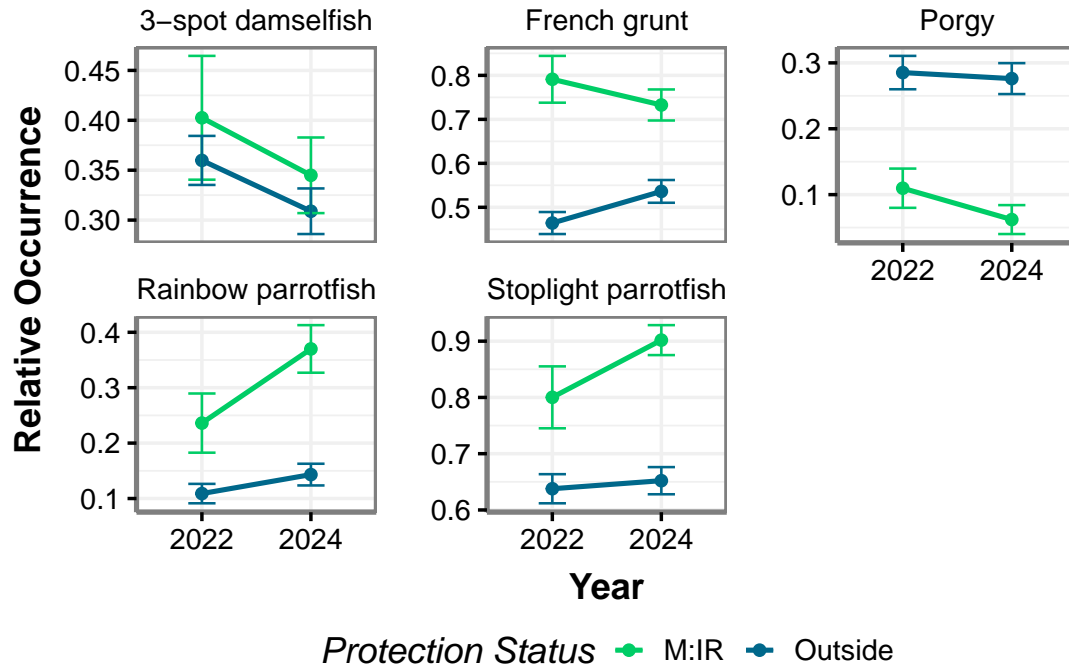 3−spot damselfish
French grunt
Porgy
0.45
0.40
0.35
0.30
0.8
0.7
0.6
0.5
0.3
0.2
0.1
2022 2024
Rainbow parrotfish
Stoplight parrotfish
0.4
0.3
0.2
0.1
0.9
0.8
0.7
0.6
2022 2024
2022 2024
Relative Occurrence
Year
Protection Status M:IR Outside